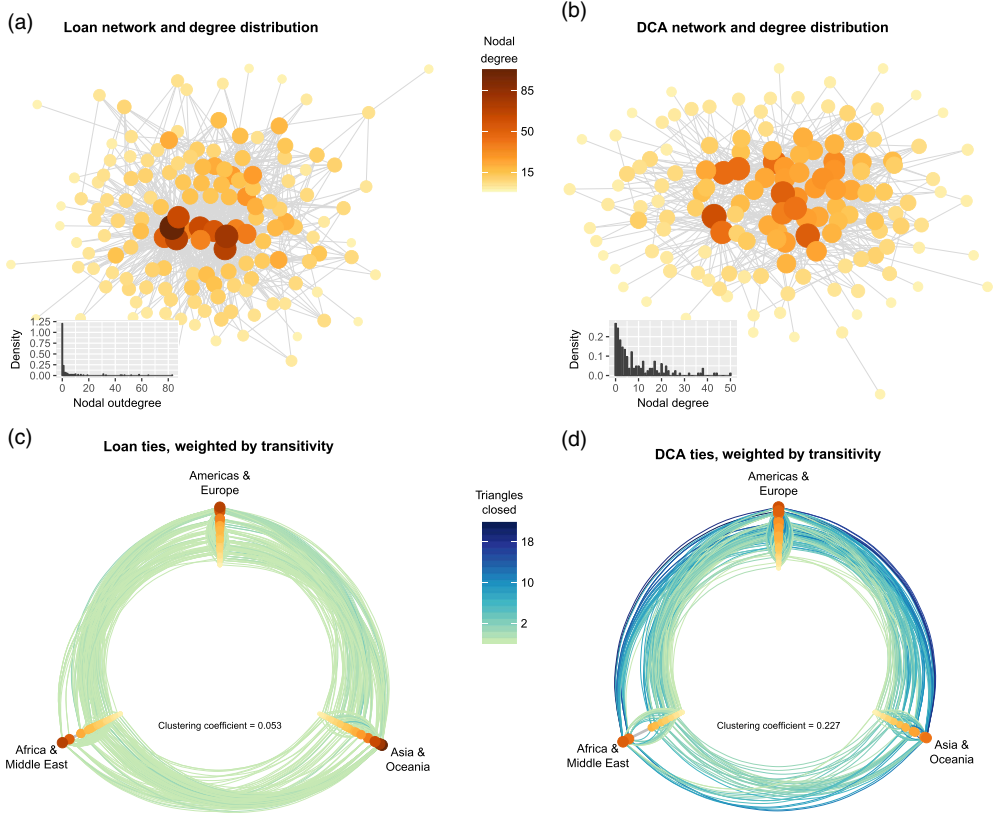 (a)
Loan network and degree distribution
Nodal
degree
85
50
15
(b)
DCA network and degree distribution
Density
1.25
1.00
0.75
0.50
0.25
0.00
0 20 40 60 80
Nodal outdegree
Density
0.2
0.1
0.0
0 10 20 30 40 50
Nodal degree
(c)
Loan ties, weighted by transitivity
Americas &
Europe
Clustering coefficient = 0.053
Africa &
Middle East
Asia &
Oceania
Triangles
closed
18
10
2
(d)
DCA ties, weighted by transitivity
Americas &
Europe
Clustering coefficient = 0.227
Africa &
Middle East
Asia &
Oceania